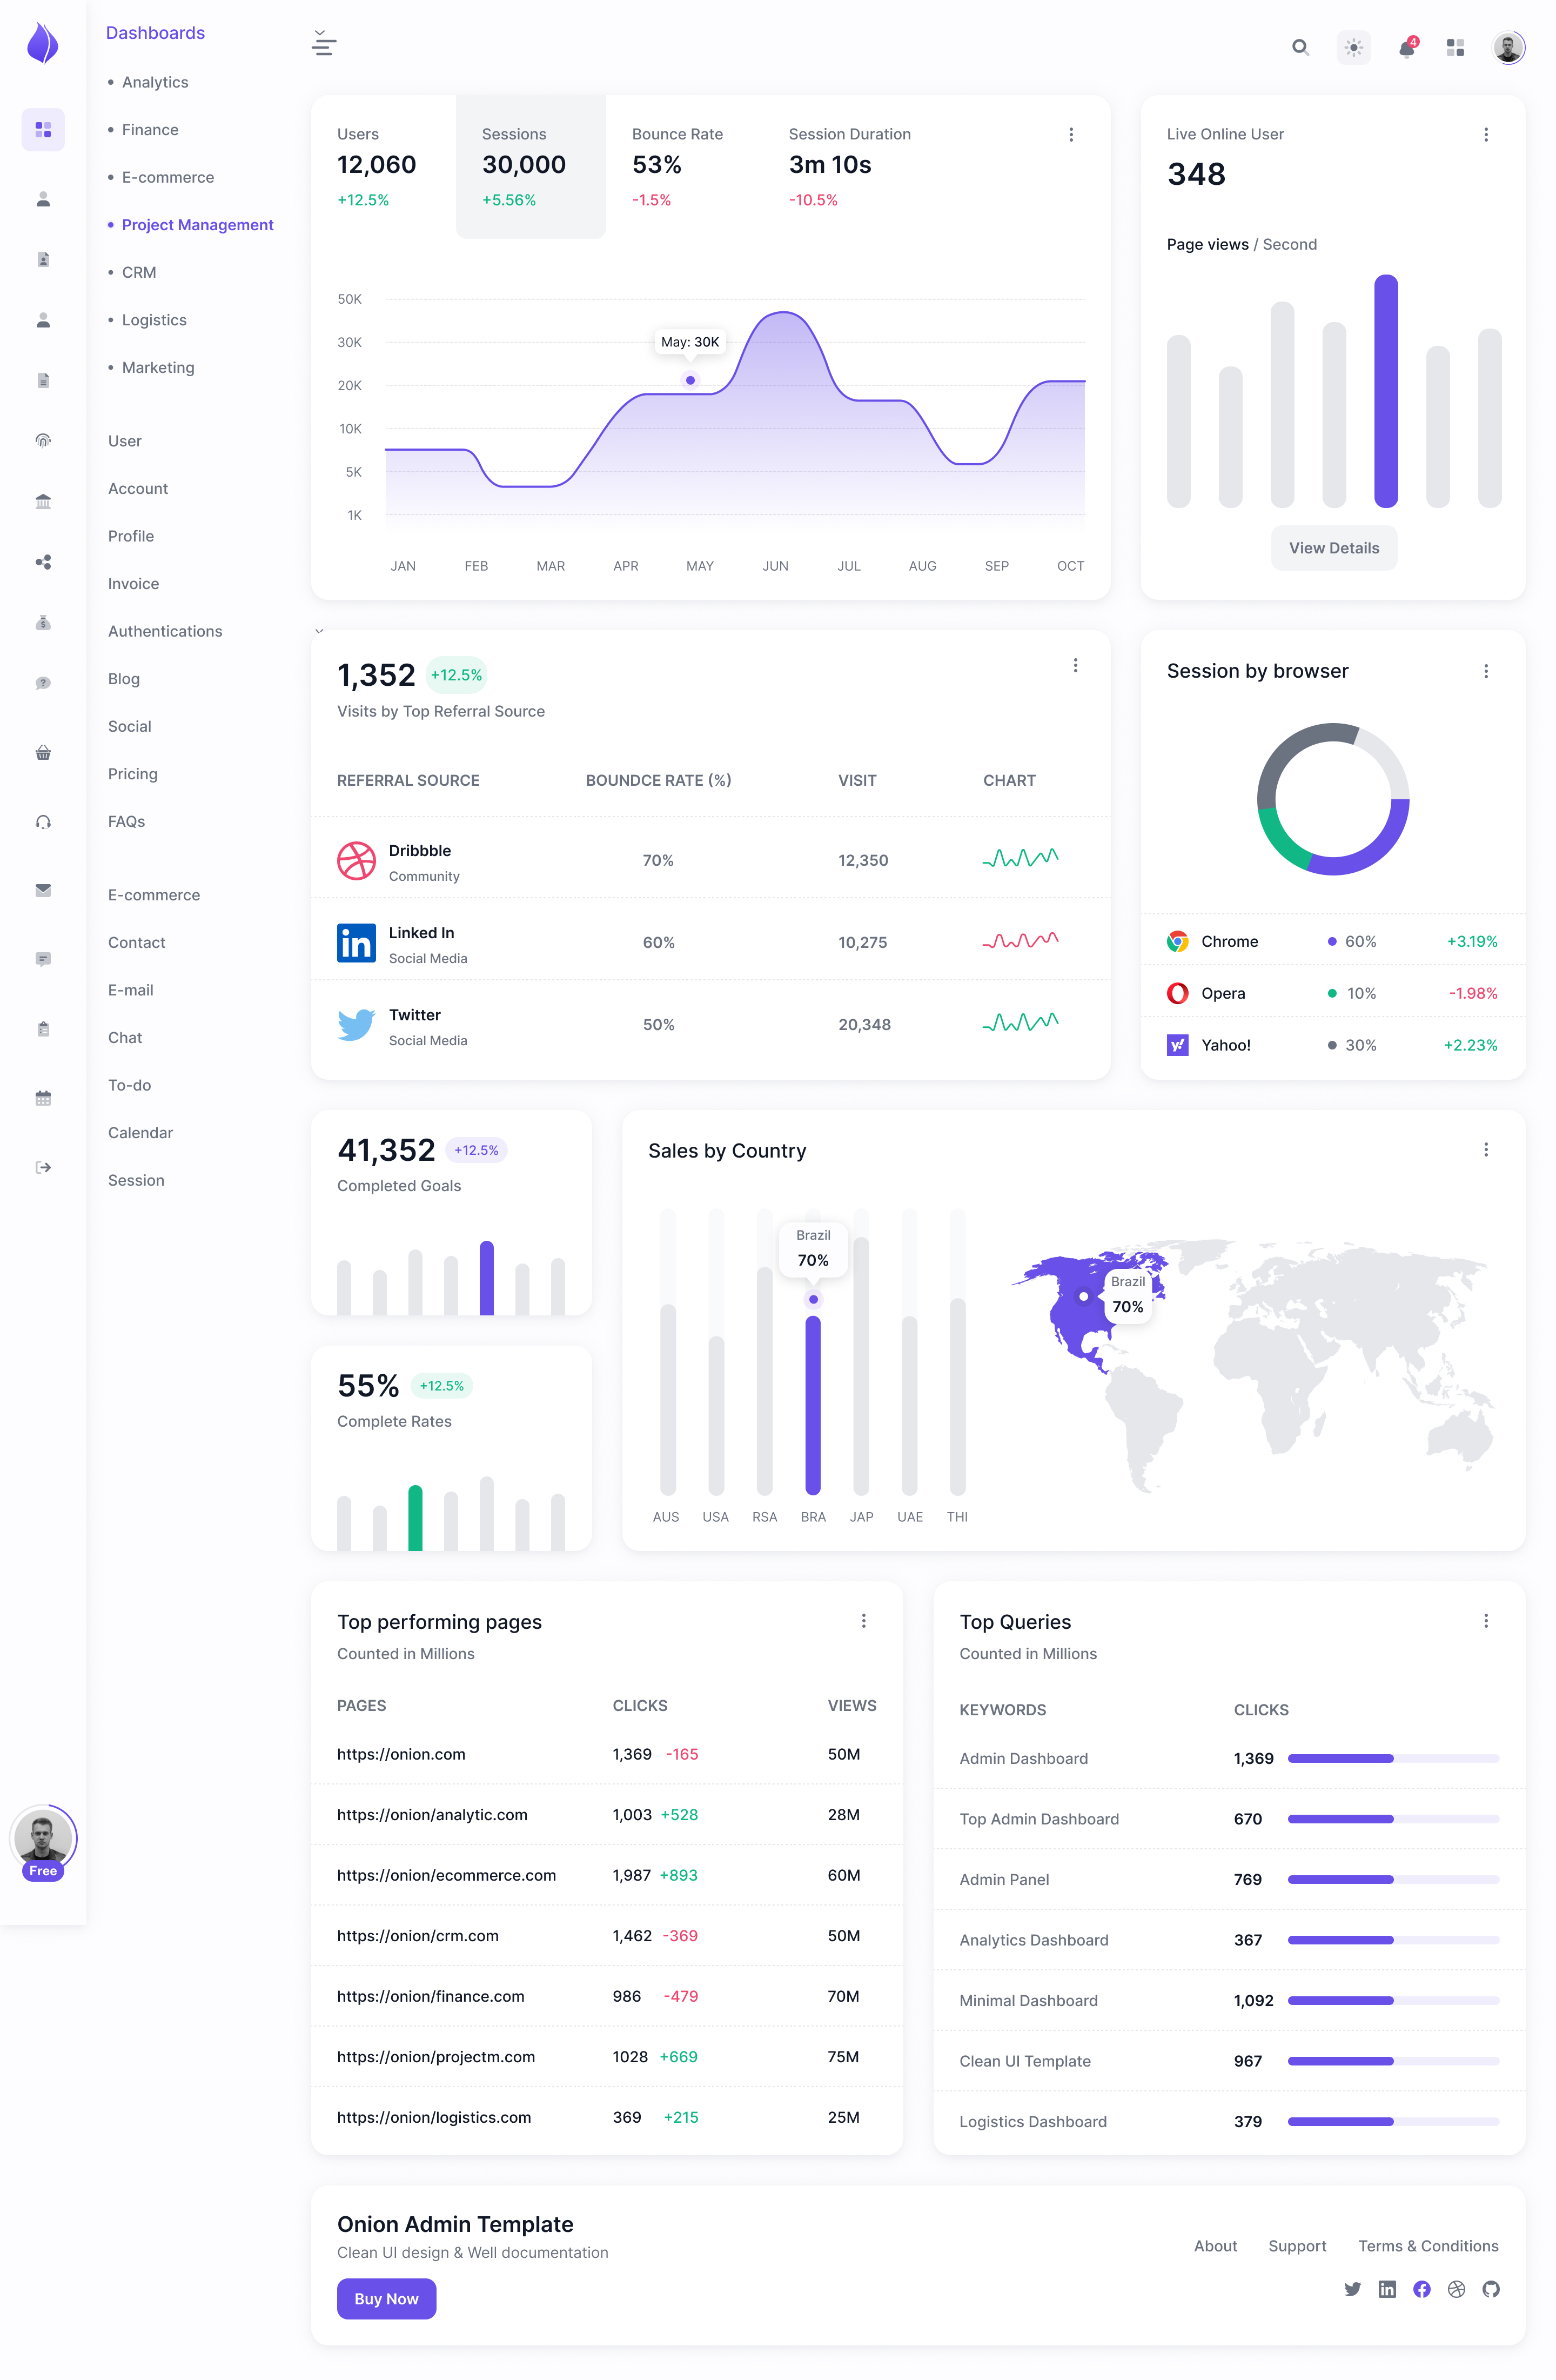 Dashboards
Analytics
Finance
E-commerce
Project Management
CRM
Logistics
Marketing
User
Account
Profile
Invoice
Authentications
Blog
Social
Pricing
FAQs
E-commerce
Contact
E-mail
Chat
To-do
Calendar
Session
Free
4
Users
12,060
+12.5%
Sessions
30,000
+5.56%
Bounce Rate
53%
-1.5%
Session Duration
3m 10s
-10.5%
50K
30K
20K
10K
5K
1K
May: 30K
JAN FEB MAR APR MAY JUN JUL AUG SEP OCT
Live Online User
348
Page views / Second
View Details
1,352 +12.5%
Visits by Top Referral Source
REFERRAL SOURCE BOUNDCE RATE (%) VISIT CHART
Dribbble
Community
70% 12,350
in
Linked In
Social Media
60% 10,275
Twitter
Social Media
50% 20,348
Session by browser
Chrome 60% +3.19%
Opera 10% -1.98%
y! Yahoo! 30% +2.23%
41,352 +12.5%
Completed Goals
55% +12.5%
Complete Rates
Sales by Country
Brazil
70%
AUS USA RSA BRA JAP UAE THI
Brazil
70%
Top performing pages
Counted in Millions
PAGES CLICKS VIEWS
https://onion.com 1,369 -165 50M
https://onion/analytic.com 1,003 +528 28M
https://onion/ecommerce.com 1,987 +893 60M
https://onion/crm.com 1,462 -369 50M
https://onion/finance.com 986 -479 70M
https://onion/projectm.com 1028 +669 75M
https://onion/logistics.com 369 +215 25M
Top Queries
Counted in Millions
KEYWORDS CLICKS
Admin Dashboard 1,369
Top Admin Dashboard 670
Admin Panel 769
Analytics Dashboard 367
Minimal Dashboard 1,092
Clean UI Template 967
Logistics Dashboard 379
Onion Admin Template
Clean UI design & Well documentation
Buy Now
About Support Terms & Conditions
in